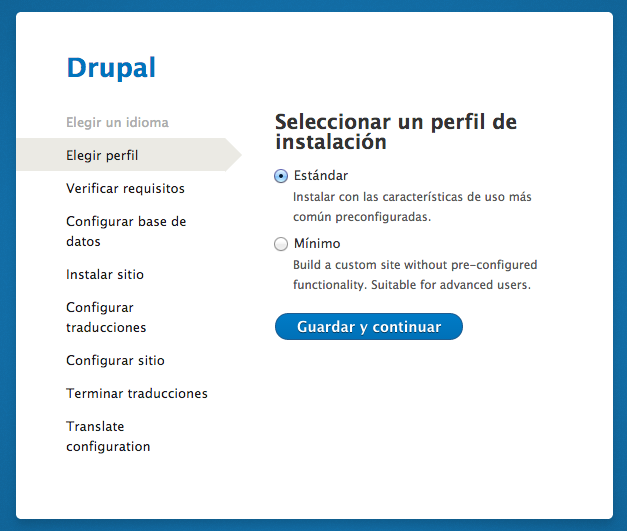 Drupal
Elegir un idioma
Elegir perfil
Verificar requisitos
Configurar base de
datos
Instalar sitio
Configurar
traducciones
Configurar sitio
Terminar traducciones
Translate
configuration
Seleccionar un perfil de
instalación
Estándar
Instalar con las características de uso más
común preconfiguradas.
Mínimo
Build a custom site without pre-configured
functionality. Suitable for advanced users.
Guardar y continuar